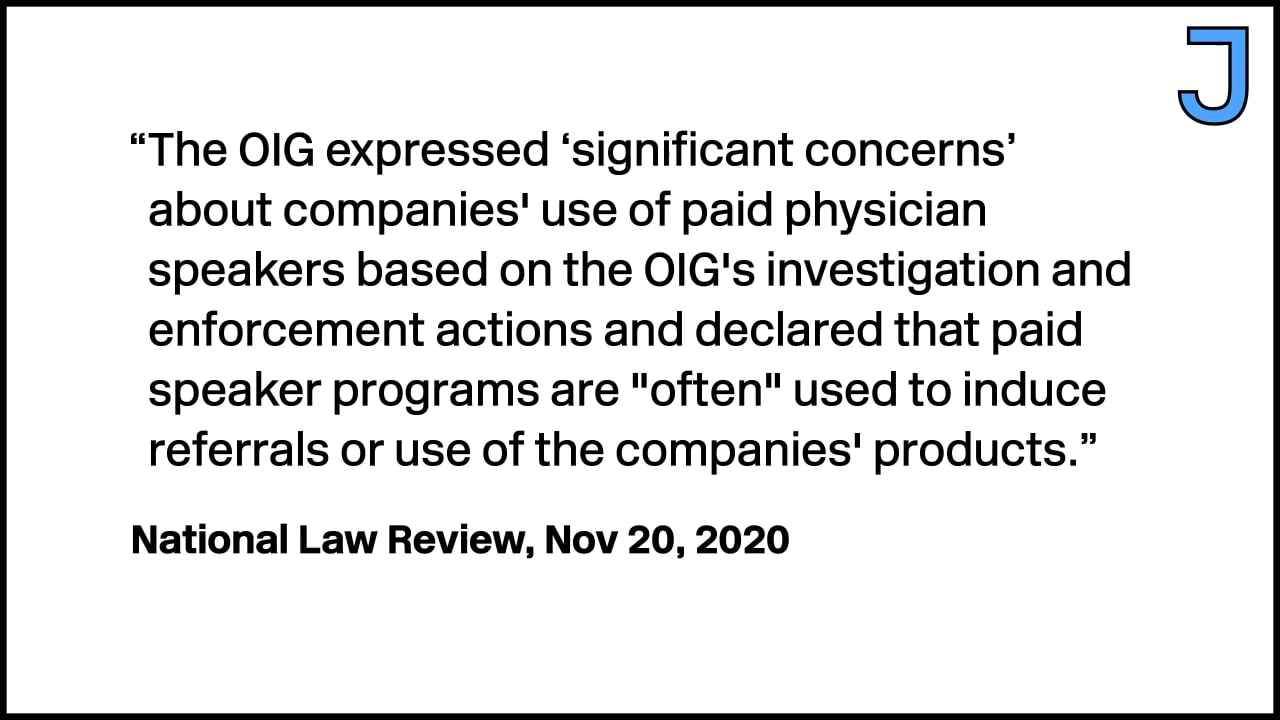 J
“The OIG expressed ‘significant concerns’
about companies' use of paid physician
speakers based on the OIG's investigation and
enforcement actions and declared that paid
speaker programs are "often" used to induce
referrals or use of the companies' products.”
National Law Review, Nov 20, 2020